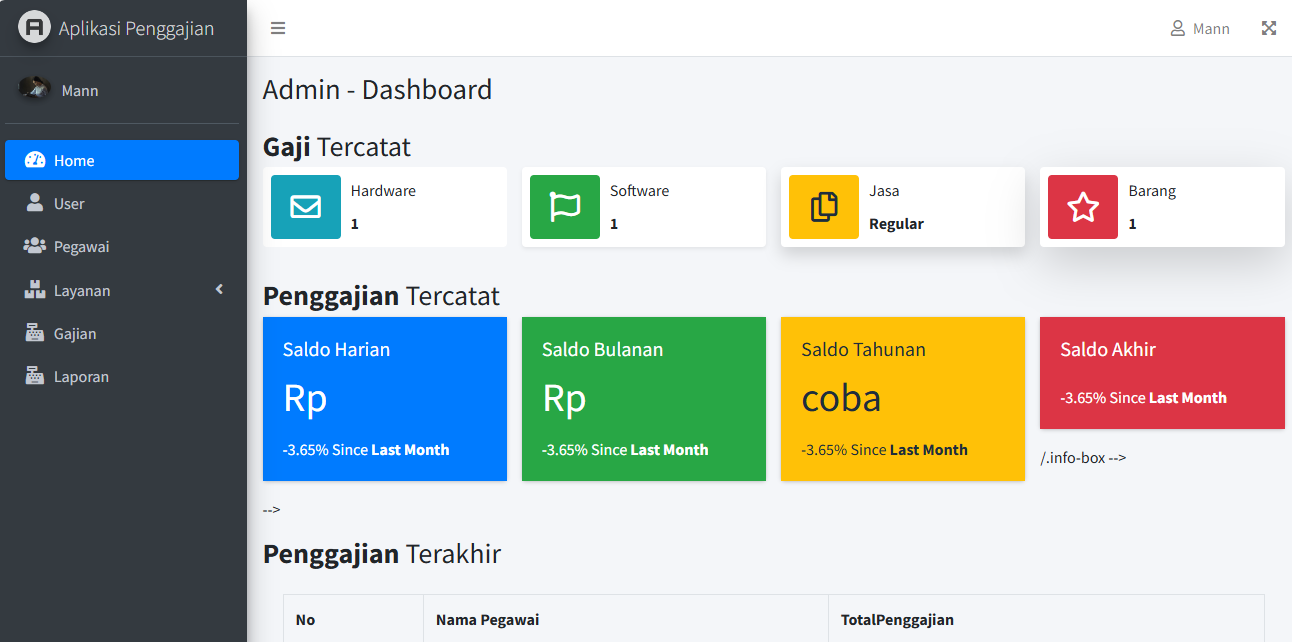 Aplikasi Penggajian
Mann
Mann
Home
User
Pegawai
Layanan
Gajian
Laporan
Admin - Dashboard
Gaji Tercatat
Hardware
1
Software
1
Jasa
Regular
Barang
1
Penggajian Tercatat
Saldo Harian
Rp
-3.65% Since Last Month
Saldo Bulanan
Rp
-3.65% Since Last Month
Saldo Tahunan
coba
-3.65% Since Last Month
Saldo Akhir
-3.65% Since Last Month
/.info-box -->
-->
Penggajian Terakhir
No Nama Pegawai TotalPenggajian